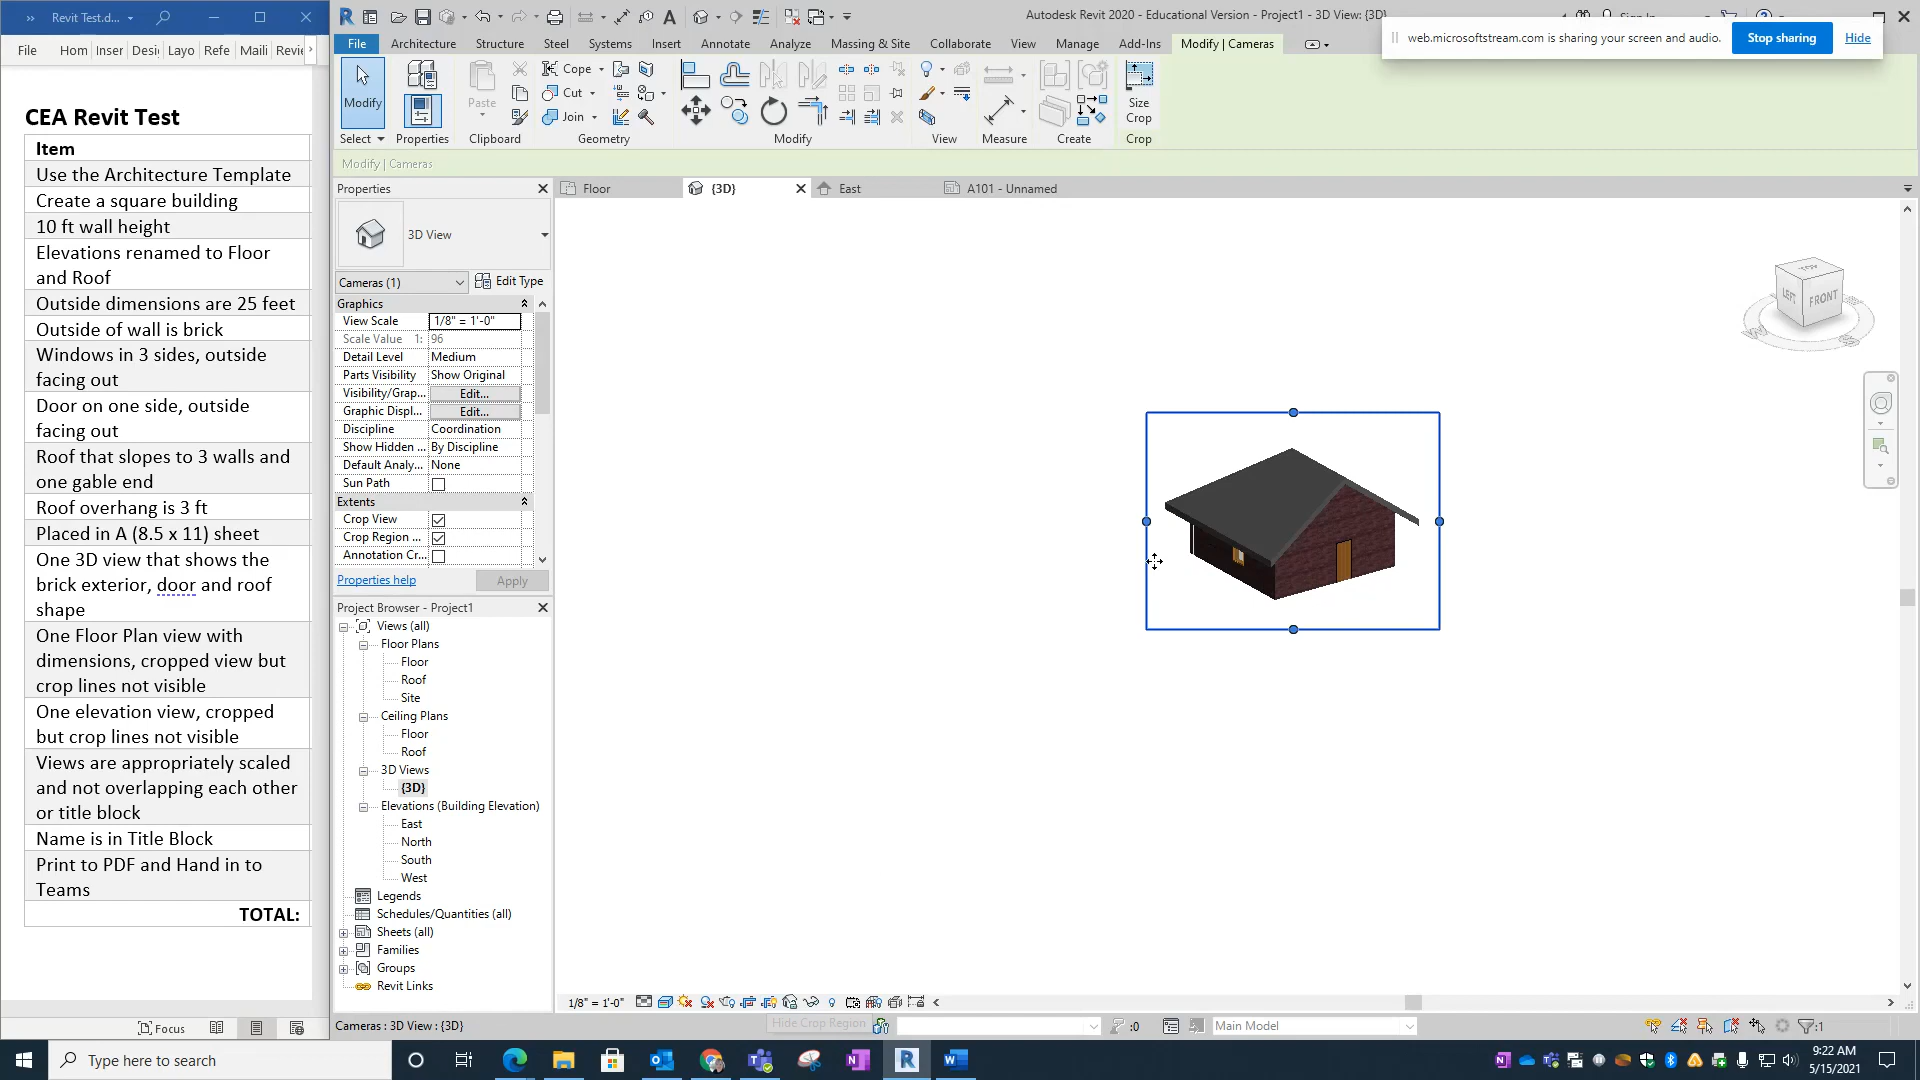 Revit Test.d...
File Hom Inser Desig Layo Refe Maili Revie
CEA Revit Test
Item
Use the Architecture Template
Create a square building
10 ft wall height
Elevations renamed to Floor
and Roof
Outside dimensions are 25 feet
Outside of wall is brick
Windows in 3 sides, outside
facing out
Door on one side, outside
facing out
Roof that slopes to 3 walls and
one gable end
Roof overhang is 3 ft
Placed in A (8.5 x 11) sheet
One 3D view that shows the
brick exterior, door and roof
shape
One Floor Plan view with
dimensions, cropped view but
crop lines not visible
One elevation view, cropped
but crop lines not visible
Views are appropriately scaled
and not overlapping each other
or title block
Name is in Title Block
Print to PDF and Hand in to
Teams
TOTAL:
Focus
Autodesk Revit 2020 - Educational Version - Project1 - 3D View: {3D}
web.microsoftstream.com is sharing your screen and audio.
Stop sharing
Hide
File Architecture Structure Steel Systems Insert Annotate Analyze Massing & Site Collaborate View Manage Add-Ins Modify | Cameras
Modify
Paste
Cope
Cut
Join
Size
Crop
Select Properties Clipboard Geometry Modify View Measure Create Crop
Modify | Cameras
Properties
Floor
{3D}
East
A101 - Unnamed
3D View
Cameras (1)
Edit Type
Graphics
View Scale 1/8" = 1'-0"
Scale Value 1: 96
Detail Level Medium
Parts Visibility Show Original
Visibility/Grap... Edit...
Graphic Displ... Edit...
Discipline Coordination
Show Hidden ... By Discipline
Default Analy... None
Sun Path
Extents
Crop View
Crop Region ...
Annotation Cr...
Properties help
Apply
Project Browser - Project1
Views (all)
Floor Plans
Floor
Roof
Site
Ceiling Plans
Floor
Roof
3D Views
{3D}
Elevations (Building Elevation)
East
North
South
West
Legends
Schedules/Quantities (all)
Sheets (all)
Families
Groups
Revit Links
TOP
LEFT
FRONT
W
S
1/8" = 1'-0"
Cameras : 3D View : {3D}
Hide Crop Region
:0
Main Model
:1
Type here to search
9:22 AM
5/15/2021